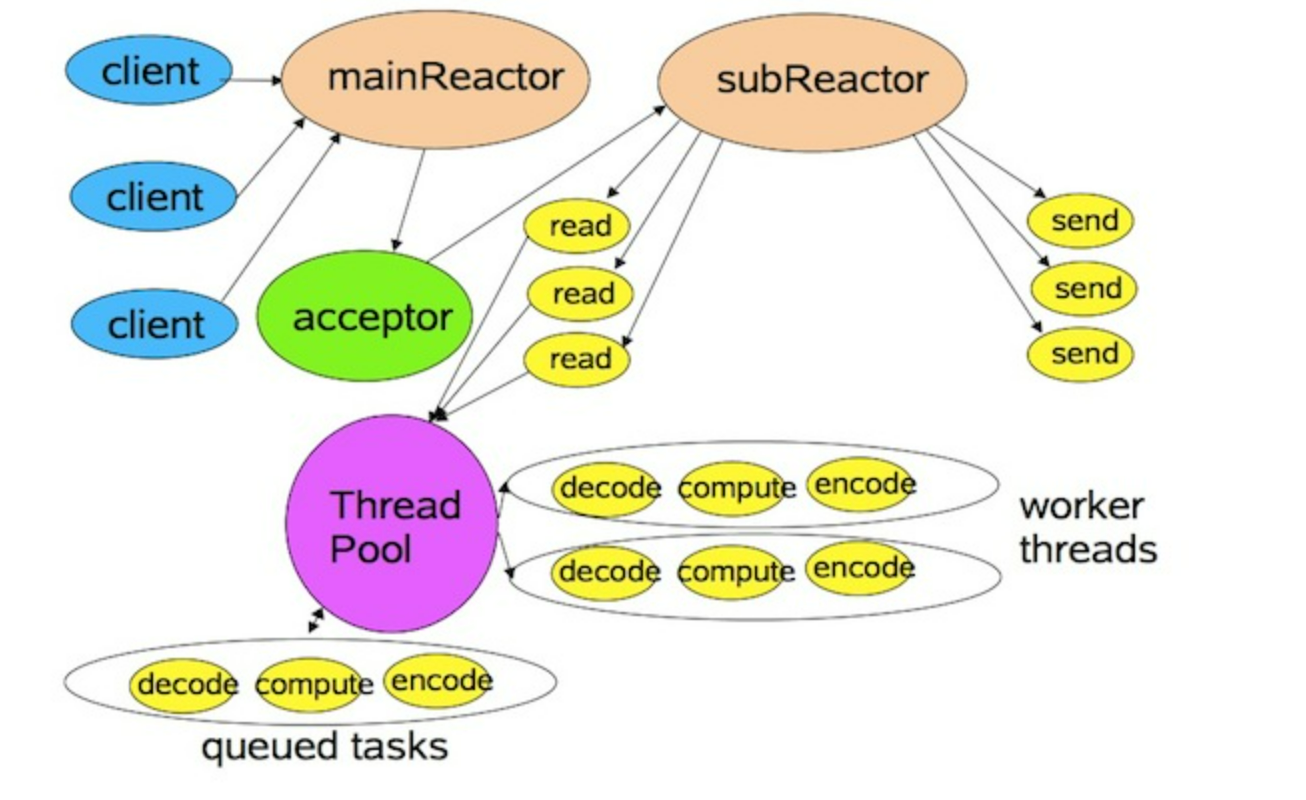 client
mainReactor
subReactor
client
client
acceptor
read
read
read
send
send
send
Thread
Pool
decode compute encode
decode compute encode
worker
threads
decode compute encode
queued tasks